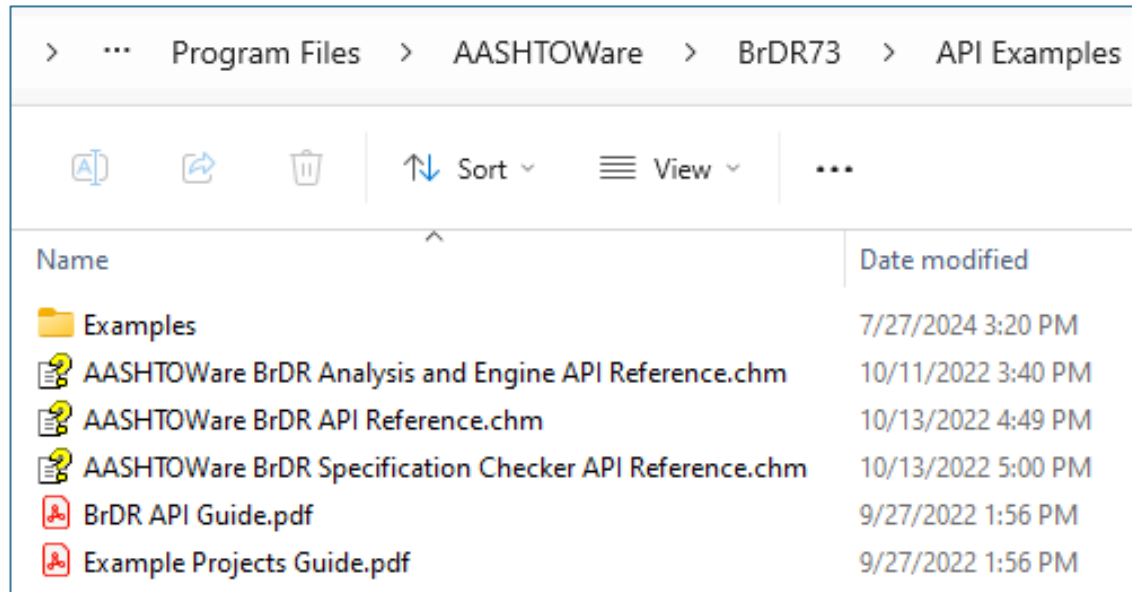 > ... Program Files > AASHTOWare > BrDR73 > API Examples
Sort View ...
Name Date modified
Examples 7/27/2024 3:20 PM
AASHTOWare BrDR Analysis and Engine API Reference.chm 10/11/2022 3:40 PM
AASHTOWare BrDR API Reference.chm 10/13/2022 4:49 PM
AASHTOWare BrDR Specification Checker API Reference.chm 10/13/2022 5:00 PM
BrDR API Guide.pdf 9/27/2022 1:56 PM
Example Projects Guide.pdf 9/27/2022 1:56 PM